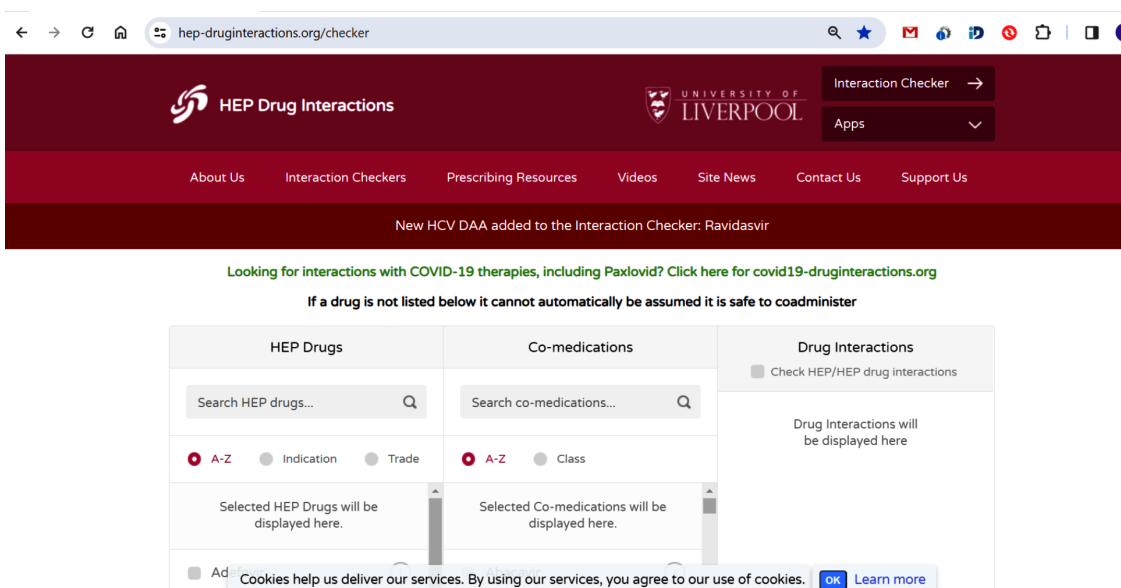 hep-druginteractions.org/checker
HEP Drug Interactions
UNIVERSITY OF
LIVERPOOL
Interaction Checker
Apps
About Us Interaction Checkers Prescribing Resources Videos Site News Contact Us Support Us
New HCV DAA added to the Interaction Checker: Ravidasvir
Looking for interactions with COVID-19 therapies, including Paxlovid? Click here for covid19-druginteractions.org
If a drug is not listed below it cannot automatically be assumed it is safe to coadminister
HEP Drugs Co-medications Drug Interactions
Check HEP/HEP drug interactions
Search HEP drugs... Search co-medications...
Drug Interactions will
be displayed here
A-Z Indication Trade A-Z Class
Selected HEP Drugs will be
displayed here.
Selected Co-medications will be
displayed here.
Cookies help us deliver our services. By using our services, you agree to our use of cookies. OK Learn more